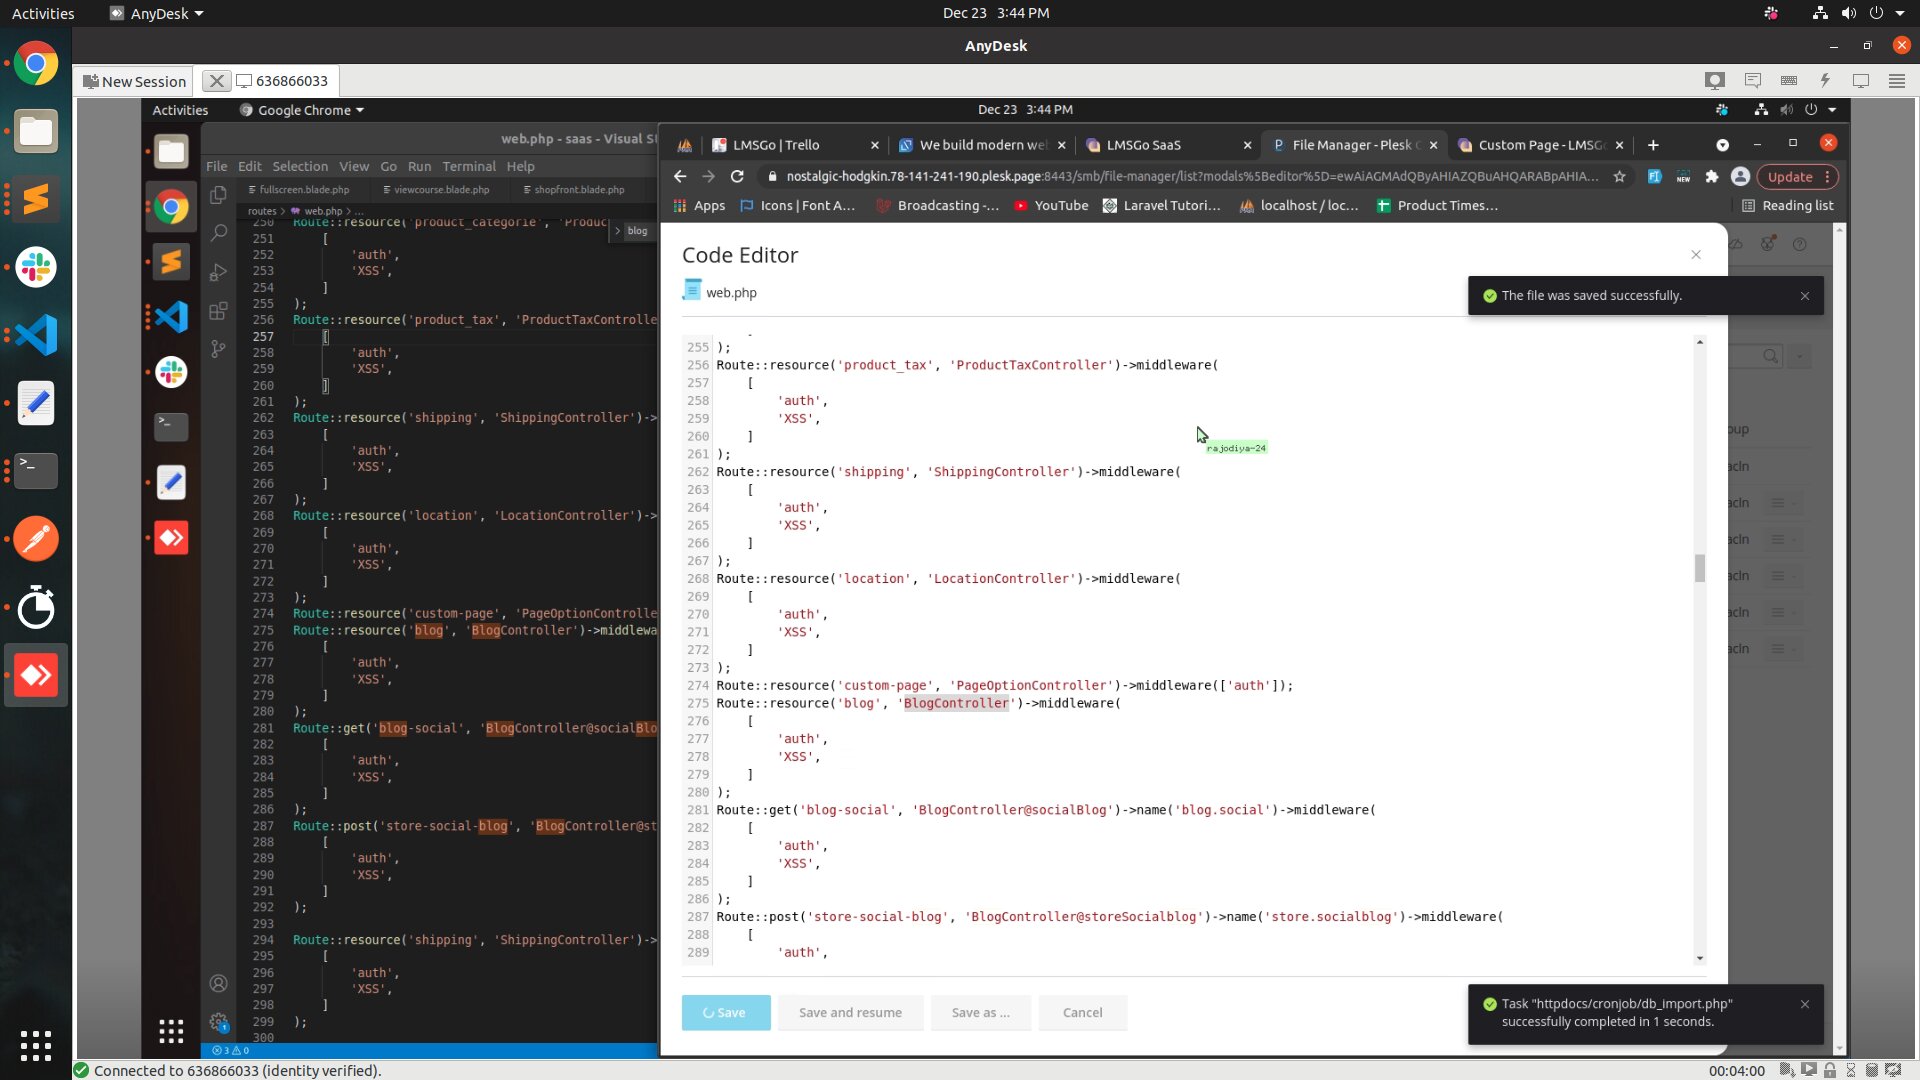 Activities
AnyDesk
Dec 23 3:44 PM
AnyDesk
New Session
636866033
Activities
Google Chrome
Dec 23 3:44 PM
web.php - saas - Visual S
File Edit Selection View Go Run Terminal Help
fullscreen.blade.php
viewcourse.blade.php
shopfront.blade.php
routes > web.php > ...
blog
250 Route::resource('product_categorie', 'Produc
251 [
252 'auth',
253 'XSS',
254 ]
255 );
256 Route::resource('product_tax', 'ProductTaxControlle
257 [
258 'auth',
259 'XSS',
260 ]
261 );
262 Route::resource('shipping', 'ShippingController')->
263 [
264 'auth',
265 'XSS',
266 ]
267 );
268 Route::resource('location', 'LocationController')->
269 [
270 'auth',
271 'XSS',
272 ]
273 );
274 Route::resource('custom-page', 'PageOptionControlle
275 Route::resource('blog', 'BlogController')->middlewa
276 [
277 'auth',
278 'XSS',
279 ]
280 );
281 Route::get('blog-social', 'BlogController@socialBlo
282 [
283 'auth',
284 'XSS',
285 ]
286 );
287 Route::post('store-social-blog', 'BlogController@st
288 [
289 'auth',
290 'XSS',
291 ]
292 );
293
294 Route::resource('shipping', 'ShippingController')->
295 [
296 'auth',
297 'XSS',
298 ]
299 );
300
3 0
LMSGo | Trello
We build modern we
LMSGo SaaS
File Manager - Plesk
Custom Page - LMSG
nostalgic-hodgkin.78-141-241-190.plesk.page:8443/smb/file-manager/list?modals%5Beditor%5D=ewAiAGMAdQByAHIAZQBuAHQARABpAHIA...
Update
Apps
Icons | Font A...
Broadcasting -...
YouTube
Laravel Tutori...
localhost / loc...
Product Times...
Reading list
Code Editor
web.php
The file was saved successfully.
255 );
256 Route::resource('product_tax', 'ProductTaxController')->middleware(
257 [
258 'auth',
259 'XSS',
260 ]
261 );
262 Route::resource('shipping', 'ShippingController')->middleware(
263 [
264 'auth',
265 'XSS',
266 ]
267 );
268 Route::resource('location', 'LocationController')->middleware(
269 [
270 'auth',
271 'XSS',
272 ]
273 );
274 Route::resource('custom-page', 'PageOptionController')->middleware(['auth']);
275 Route::resource('blog', 'BlogController')->middleware(
276 [
277 'auth',
278 'XSS',
279 ]
280 );
281 Route::get('blog-social', 'BlogController@socialBlog')->name('blog.social')->middleware(
282 [
283 'auth',
284 'XSS',
285 ]
286 );
287 Route::post('store-social-blog', 'BlogController@storeSocialblog')->name('store.socialblog')->middleware(
288 [
289 'auth',
rajodiya-24
oup
acln
acln
acln
acln
acln
acln
Save
Save and resume
Save as ...
Cancel
Task "httpdocs/cronjob/db_import.php"
successfully completed in 1 seconds.
Connected to 636866033 (identity verified).
00:04:00